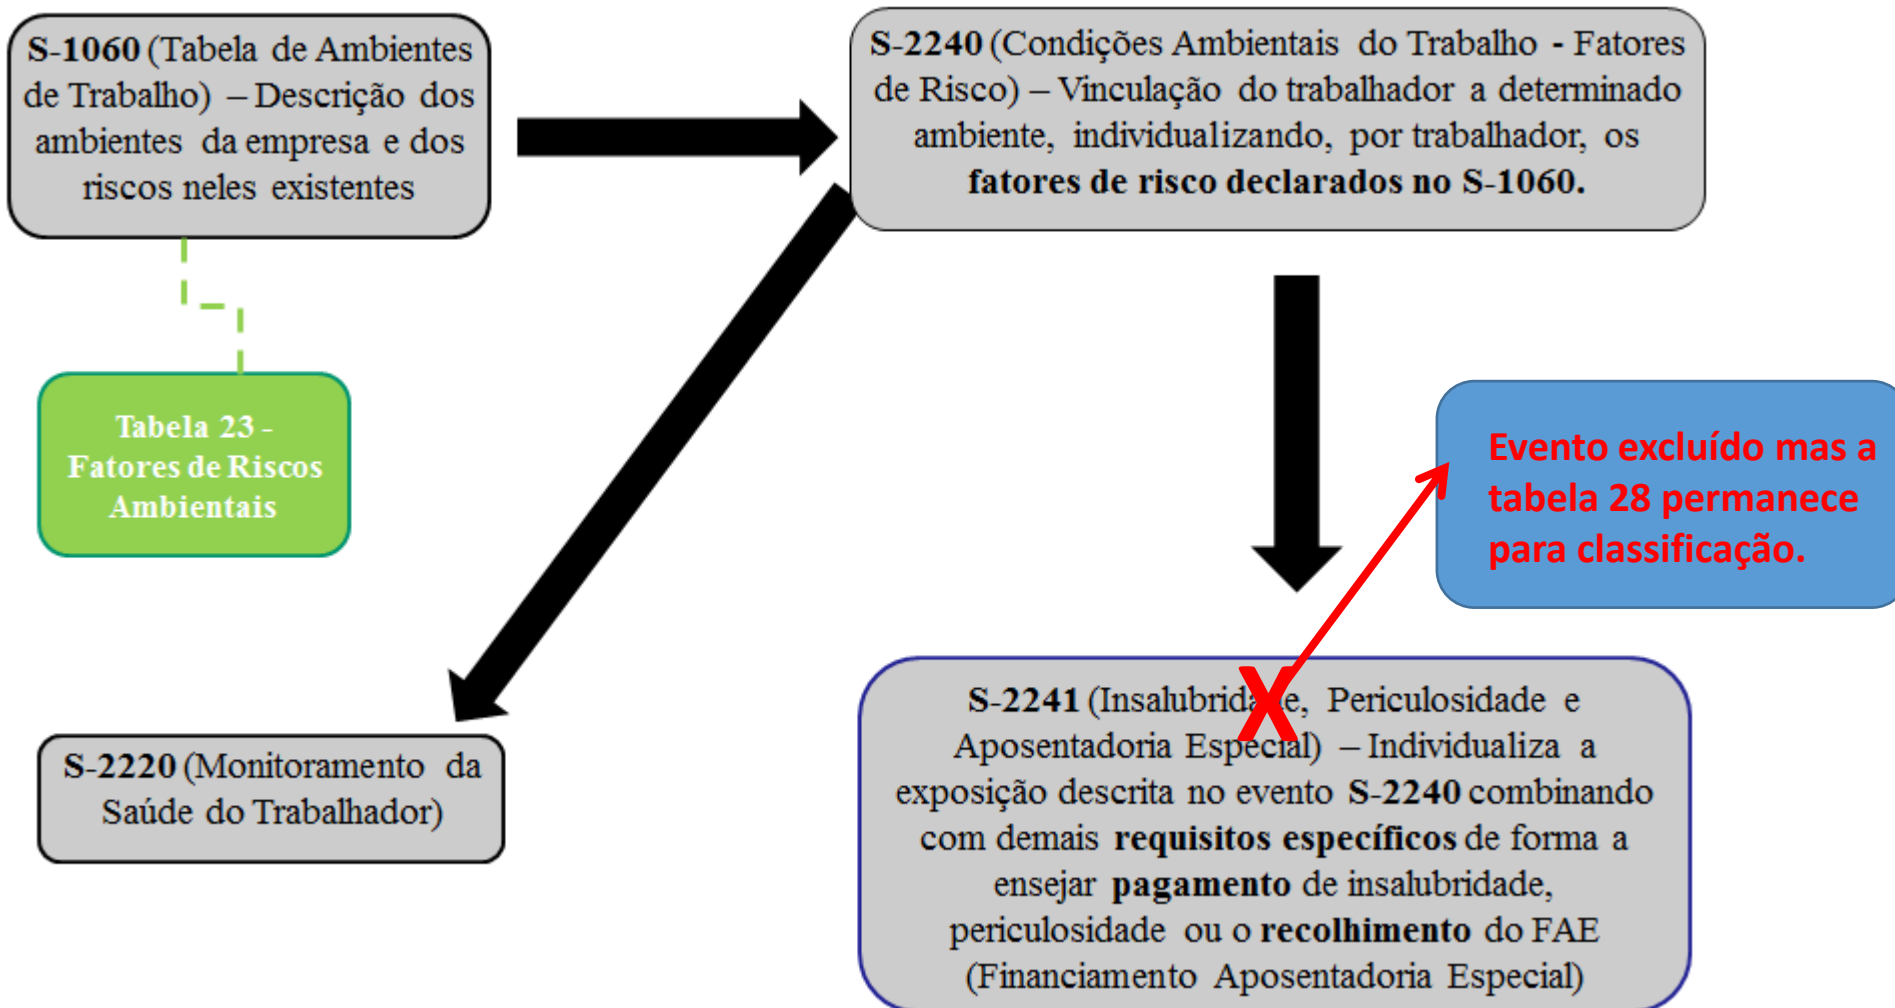 S-1060 (Tabela de Ambientes
de Trabalho) – Descrição dos
ambientes da empresa e dos
riscos neles existentes
S-2240 (Condições Ambientais do Trabalho - Fatores
de Risco) – Vinculação do trabalhador a determinado
ambiente, individualizando, por trabalhador, os
fatores de risco declarados no S-1060.
Tabela 23 -
Fatores de Riscos
Ambientais
Evento excluído mas a
tabela 28 permanece
para classificação.
S-2220 (Monitoramento da
Saúde do Trabalhador)
X
S-2241 (Insalubridade, Periculosidade e
Aposentadoria Especial) – Individualiza a
exposição descrita no evento S-2240 combinando
com demais requisitos específicos de forma a
ensejar pagamento de insalubridade,
periculosidade ou o recolhimento do FAE
(Financiamento Aposentadoria Especial)